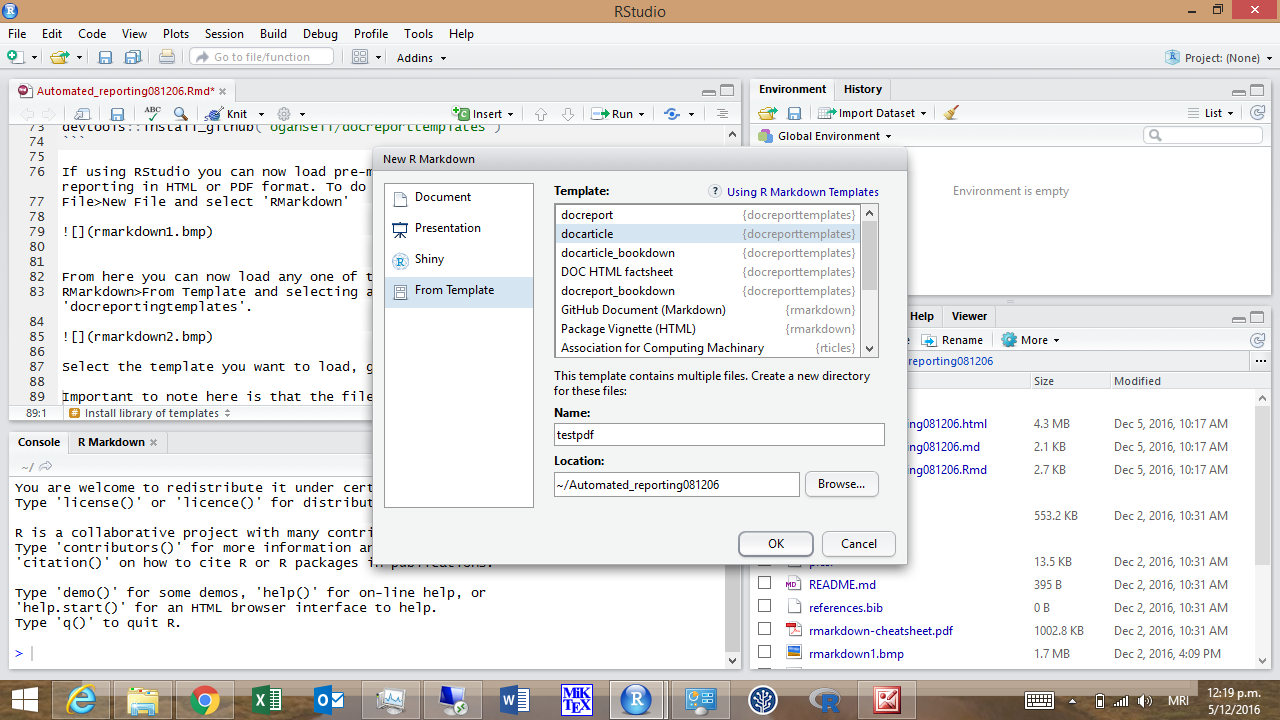 RStudio
File Edit Code View Plots Session Build Debug Profile Tools Help
Go to file/function Addins Project: (None)
Automated_reporting081206.Rmd*
ABC Knit Insert Run
73 devtools::install_github("ogansell/docreporttemplates")
74 ```
75
76 If using RStudio you can now load pre-m
reporting in HTML or PDF format. To do
77 File>New File and select 'RMarkdown'
78
79 ![](rmarkdown1.bmp)
80
81
82 From here you can now load any one of t
83 RMarkdown>From Template and selecting a
'docreportingtemplates'.
84
85 ![](rmarkdown2.bmp)
86
87 Select the template you want to load, g
88
89 Important to note here is that the file
89:1 # Install library of templates
Console R Markdown
~/
You are welcome to redistribute it under cert
Type 'license()' or 'licence()' for distribut
R is a collaborative project with many contri
Type 'contributors()' for more information an
'citation()' on how to cite R or R packages in publications.
Type 'demo()' for some demos, 'help()' for on-line help, or
'help.start()' for an HTML browser interface to help.
Type 'q()' to quit R.
>
New R Markdown
Document
Presentation
Shiny
From Template
Template: ? Using R Markdown Templates
docreport {docreporttemplates}
docarticle {docreporttemplates}
docarticle_bookdown {docreporttemplates}
DOC HTML factsheet {docreporttemplates}
docreport_bookdown {docreporttemplates}
GitHub Document (Markdown) {rmarkdown}
Package Vignette (HTML) {rmarkdown}
Association for Computing Machinery {rticles}
This template contains multiple files. Create a new directory
for these files:
Name:
testpdf
Location:
~/Automated_reporting081206
Browse...
OK Cancel
Environment History
Import Dataset List
Global Environment
Environment is empty
Help Viewer
Rename More
reporting081206
Size Modified
ng081206.html 4.3 MB Dec 5, 2016, 10:17 AM
ng081206.md 2.1 KB Dec 5, 2016, 10:17 AM
ng081206.Rmd 2.7 KB Dec 5, 2016, 10:17 AM
553.2 KB Dec 2, 2016, 10:31 AM
13.5 KB Dec 2, 2016, 10:31 AM
README.md 395 B Dec 2, 2016, 10:31 AM
references.bib 0 B Dec 2, 2016, 10:31 AM
rmarkdown-cheatsheet.pdf 1002.8 KB Dec 2, 2016, 10:31 AM
rmarkdown1.bmp 1.7 MB Dec 2, 2016, 4:09 PM
MiKTEX
MRI
12:19 p.m.
5/12/2016